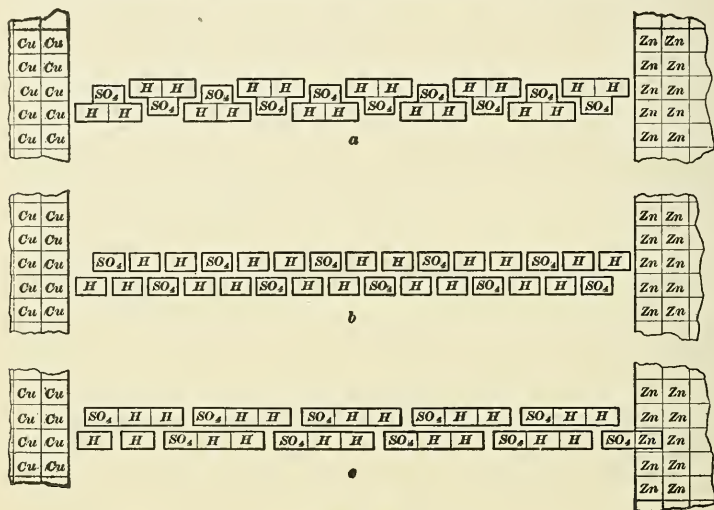 Cu Cu Zn Zn
Cu Cu Zn Zn
Cu Cu SO₄ H H SO₄ H H SO₄ H H SO₄ H H SO₄ H H Zn Zn
Cu Cu H H SO₄ H H SO₄ H H SO₄ H H SO₄ H H SO₄ Zn Zn
Cu Cu Zn Zn
a
Cu Cu Zn Zn
Cu Cu Zn Zn
Cu Cu SO₄ H H SO₄ H H SO₄ H H SO₄ H H SO₄ H H Zn Zn
Cu Cu H H SO₄ H H SO₄ H H SO₄ H H SO₄ H H SO₄ Zn Zn
Cu Cu Zn Zn
b
Cu Cu Zn Zn
Cu Cu SO₄ H H SO₄ H H SO₄ H H SO₄ H H SO₄ H H Zn Zn
Cu Cu H H SO₄ H H SO₄ H H SO₄ H H SO₄ H H SO₄ Zn Zn
Cu Cu Zn Zn
c
Zn Zn